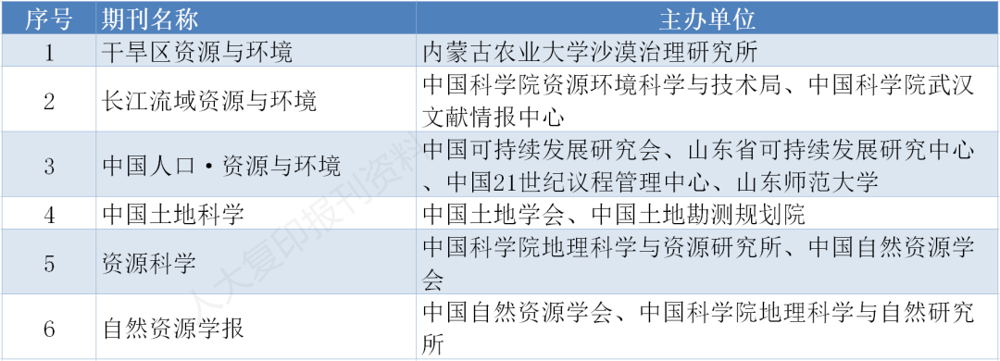 序号 期刊名称 主办单位
1 干旱区资源与环境 内蒙古农业大学沙漠治理研究所
2 长江流域资源与环境 中国科学院资源环境科学与技术局、中国科学院武汉
文献情报中心
3 中国人口·资源与环境 中国可持续发展研究会、山东省可持续发展研究中心
、中国21世纪议程管理中心、山东师范大学
4 中国土地科学 中国土地学会、中国土地勘测规划院
5 资源科学 中国科学院地理科学与资源研究所、中国自然资源学
会
6 自然资源学报 中国自然资源学会、中国科学院地理科学与自然研究
所
人大复印报刊资料